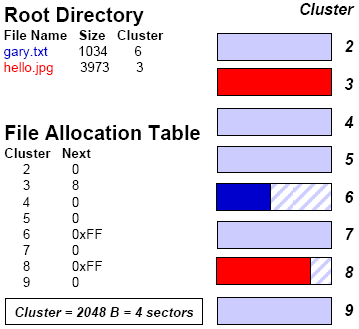 Root Directory
File Name Size Cluster
gary.txt 1034 6
hello.jpg 3973 3
File Allocation Table
Cluster Next
2 0
3 8
4 0
5 0
6 0xFF
7 0
8 0xFF
9 0
Cluster = 2048 B = 4 sectors
Cluster
2
3
4
5
6
7
8
9